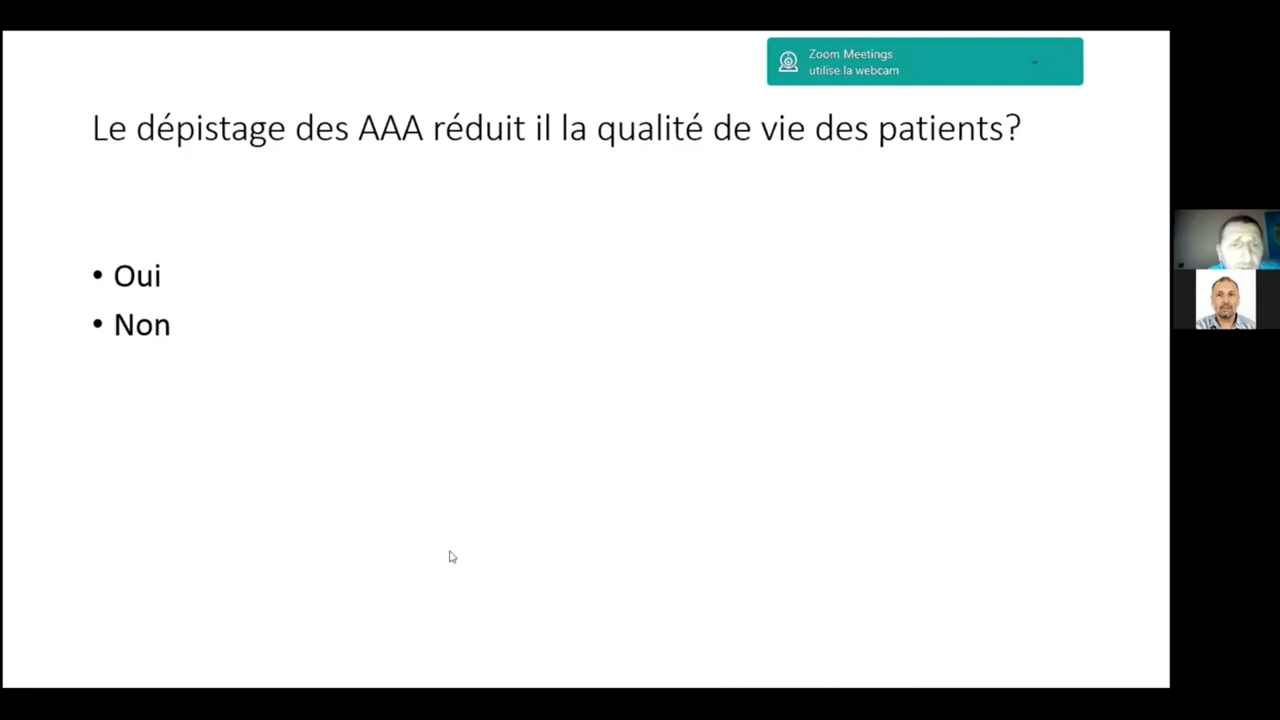 Zoom Meetings
utilise la webcam
Le dépistage des AAA réduit il la qualité de vie des patients?
• Oui
• Non